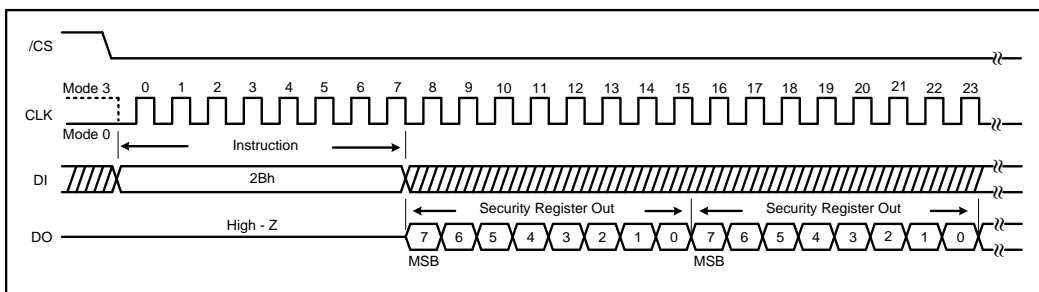 /CS
Mode 3 0 1 2 3 4 5 6 7 8 9 10 11 12 13 14 15 16 17 18 19 20 21 22 23
CLK
Mode 0
Instruction
DI 2Bh
Security Register Out Security Register Out
High - Z
DO 7 6 5 4 3 2 1 0 7 6 5 4 3 2 1 0
MSB MSB